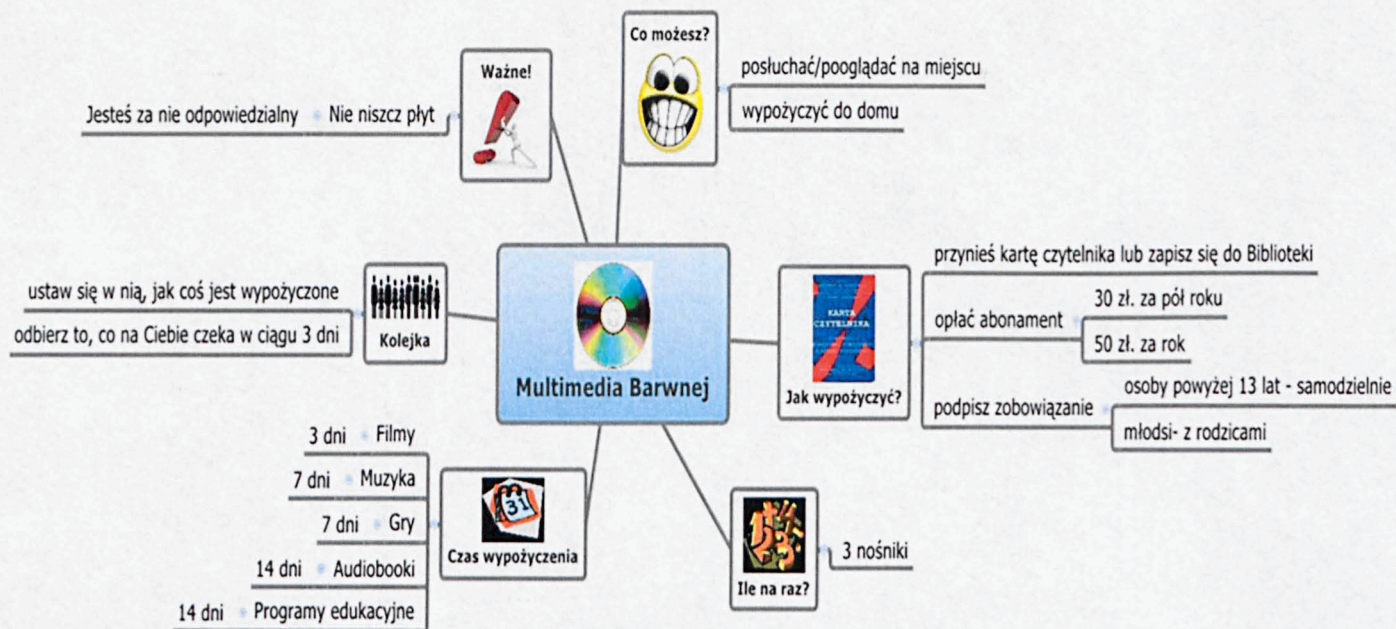 Co możesz?
posłuchać/pooglądać na miejscu
wypożyczyć do domu
Ważne!
Nie niszcz płyt
Jesteś za nie odpowiedzialny
Multimedia Barwnej
Kolejka
ustaw się w nią, jak coś jest wypożyczone
odbierz to, co na Ciebie czeka w ciągu 3 dni
KARTA
CZYTELNIKA
Jak wypożyczyć?
przynieś kartę czytelnika lub zapisz się do Biblioteki
opłać abonament
30 zł. za pół roku
50 zł. za rok
podpisz zobowiązanie
osoby powyżej 13 lat - samodzielnie
młodsi- z rodzicami
31
Czas wypożyczenia
3 dni Filmy
7 dni Muzyka
7 dni Gry
14 dni Audiobooki
14 dni Programy edukacyjne
Ile na raz?
3 nośniki